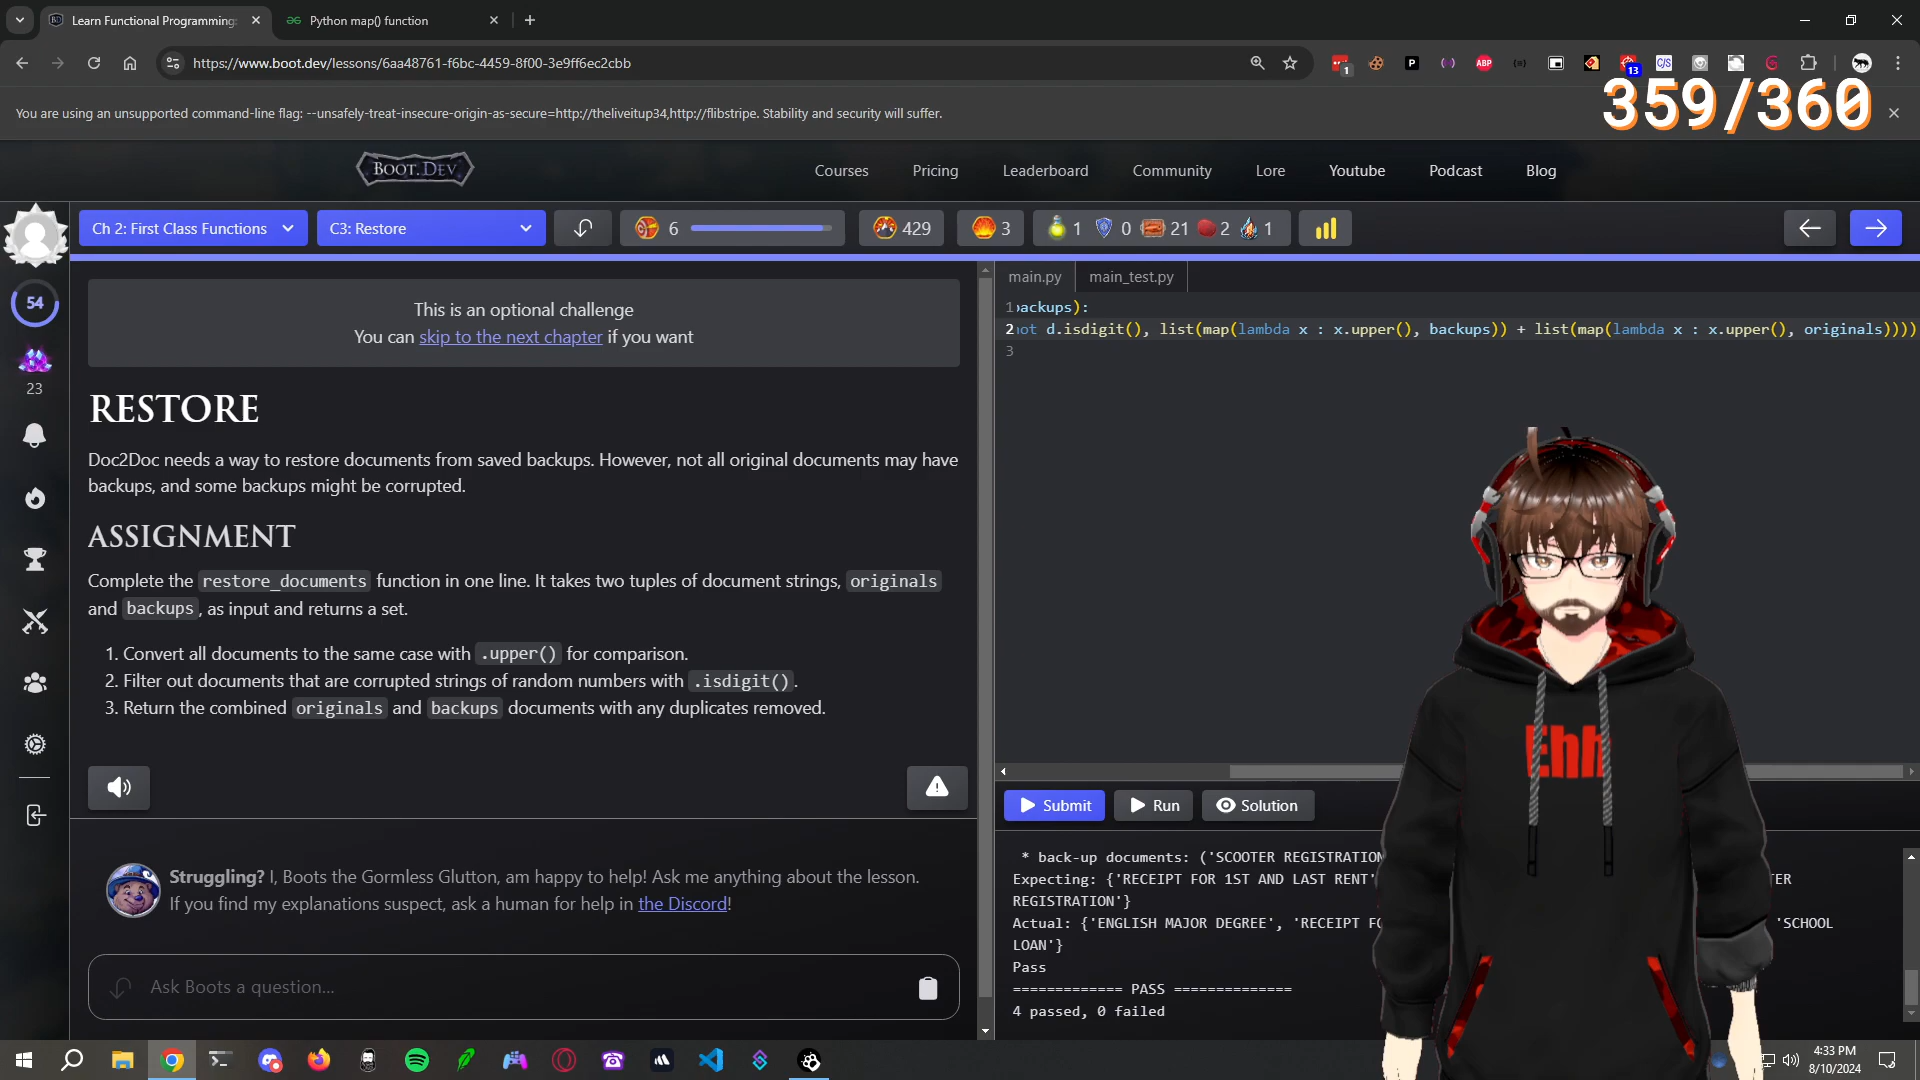 Learn Functional Programming:
Python map() function
https://www.boot.dev/lessons/6aa48761-f6bc-4459-8f00-3e9ff6ec2cbb
1
P
ABP
13
C/S
You are using an unsupported command-line flag: --unsafely-treat-insecure-origin-as-secure=http://theliveitup34,http://flibstripe. Stability and security will suffer.
359/360
BOOT.DEV
Courses
Pricing
Leaderboard
Community
Lore
Youtube
Podcast
Blog
Ch 2: First Class Functions
C3: Restore
6
429
3
1
0
21
2
1
54
23
This is an optional challenge
You can skip to the next chapter if you want
RESTORE
Doc2Doc needs a way to restore documents from saved backups. However, not all original documents may have
backups, and some backups might be corrupted.
ASSIGNMENT
Complete the restore_documents function in one line. It takes two tuples of document strings, originals
and backups, as input and returns a set.
1. Convert all documents to the same case with .upper() for comparison.
2. Filter out documents that are corrupted strings of random numbers with .isdigit().
3. Return the combined originals and backups documents with any duplicates removed.
Struggling? I, Boots the Gormless Glutton, am happy to help! Ask me anything about the lesson.
If you find my explanations suspect, ask a human for help in the Discord!
Ask Boots a question...
main.py
main_test.py
1 backups):
2 ot d.isdigit(), list(map(lambda x : x.upper(), backups)) + list(map(lambda x : x.upper(), originals))))
3
Submit
Run
Solution
* back-up documents: ('SCOOTER REGISTRATION
Expecting: {'RECEIPT FOR 1ST AND LAST RENT' TER
REGISTRATION'}
Actual: {'ENGLISH MAJOR DEGREE', 'RECEIPT FO 'SCHOOL
LOAN'}
Pass
============= PASS ==============
4 passed, 0 failed
Ehh
4:33 PM
8/10/2024